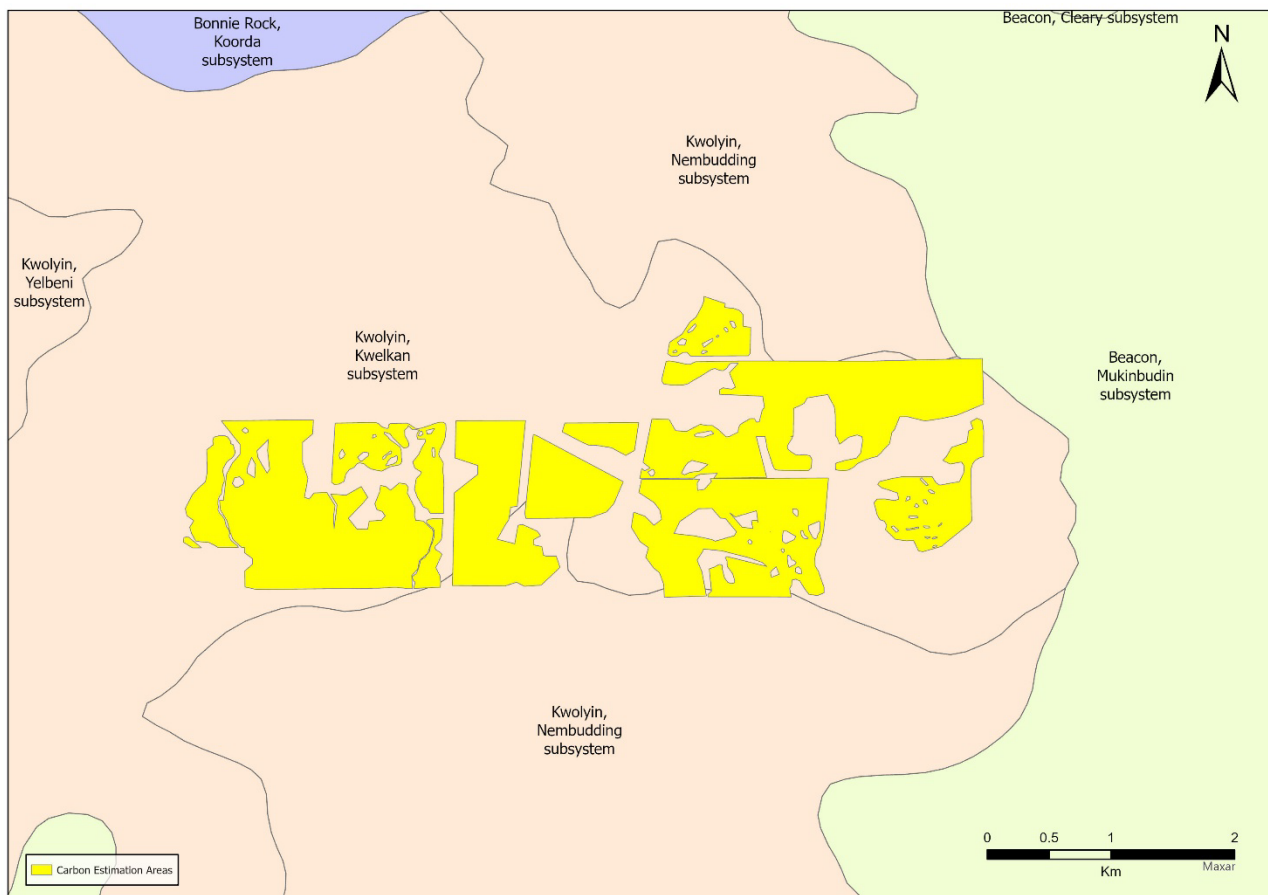 Bonnie Rock,
Koorda
subsystem
Beacon, Cleary subsystem
N
Kwolyin,
Nembudding
subsystem
Kwolyin,
Yelbeni
subsystem
Kwolyin,
Kwelkan
subsystem
Beacon,
Mukinbudin
subsystem
Kwolyin,
Nembudding
subsystem
0 0.5 1 2
Km
Maxar
Carbon Estimation Areas